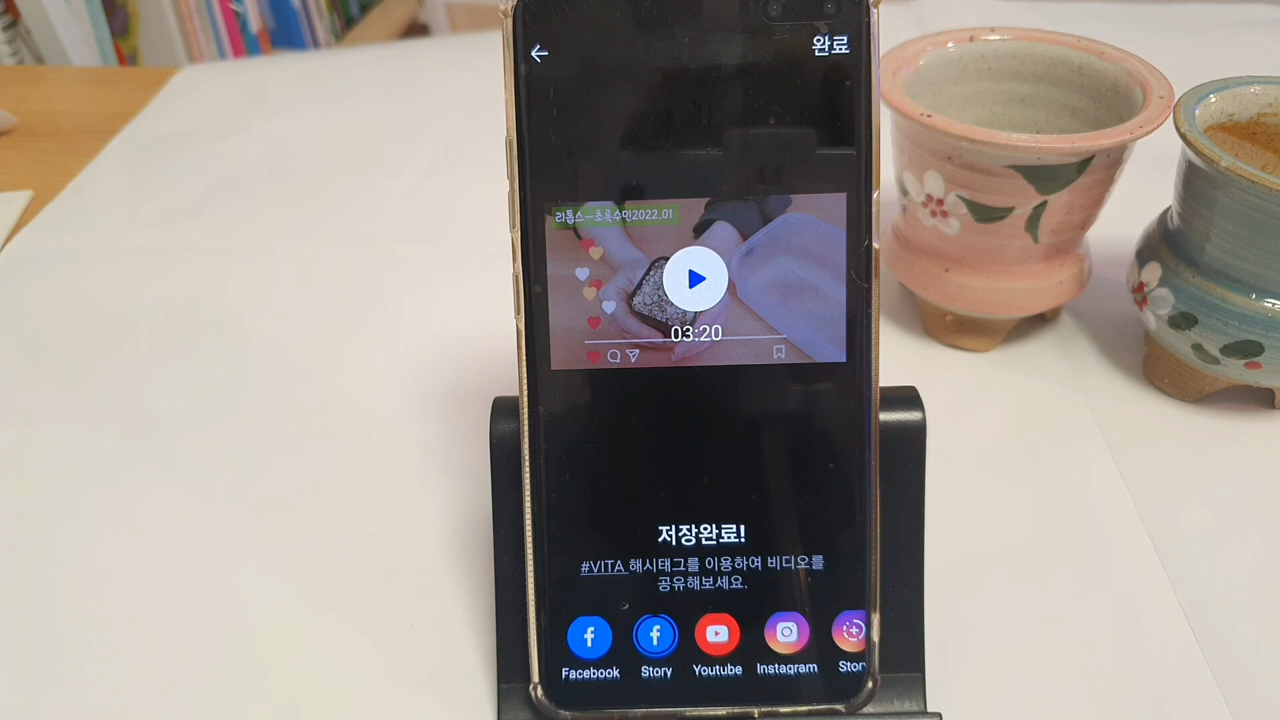 완료
리톱스-초록수민2022.01
03:20
저장완료!
#VITA 해시태그를 이용하여 비디오를
공유해보세요.
Facebook
Story
Youtube
Instagram
Stor